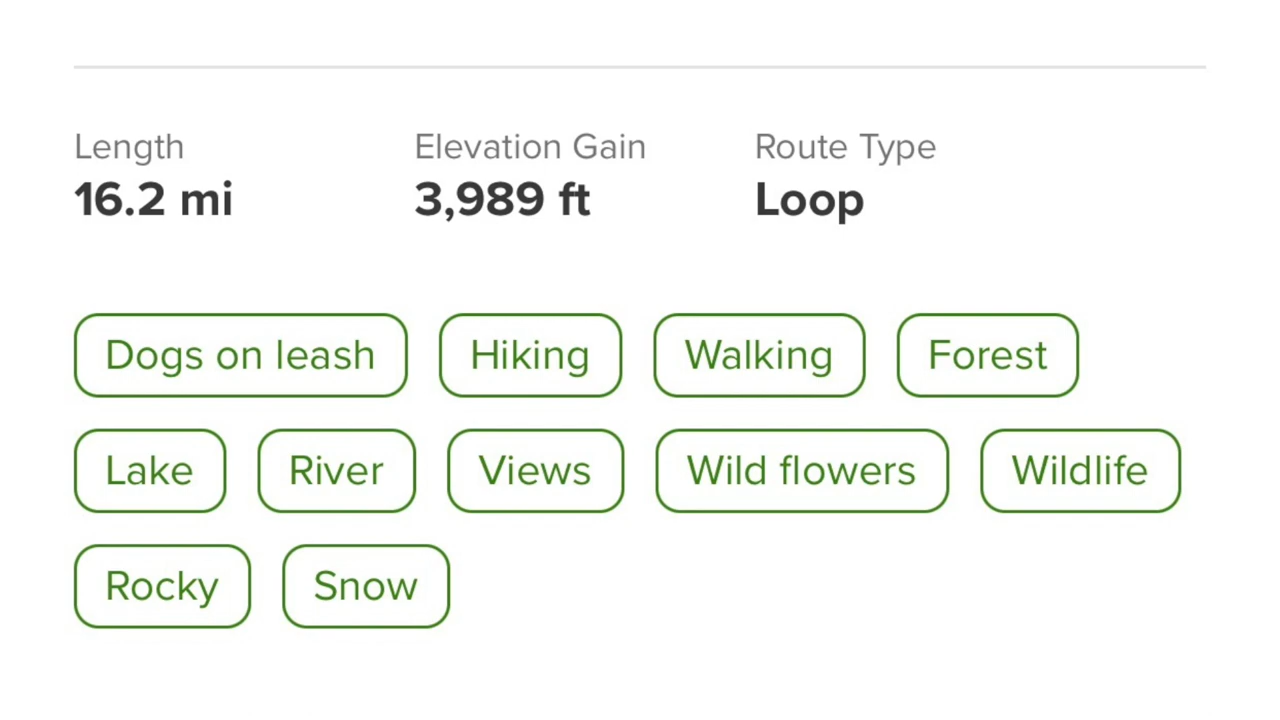 Length Elevation Gain Route Type
16.2 mi 3,989 ft Loop
Dogs on leash Hiking Walking Forest
Lake River Views Wild flowers Wildlife
Rocky Snow